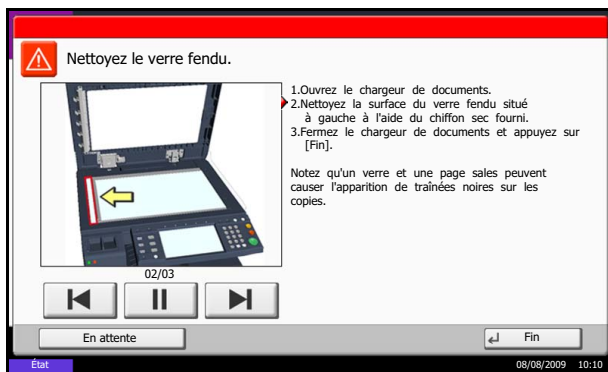 Nettoyez le verre fendu.
1.Ouvrez le chargeur de documents.
2.Nettoyez la surface du verre fendu situé
à gauche à l'aide du chiffon sec fourni.
3.Fermez le chargeur de documents et appuyez sur
[Fin].
Notez qu'un verre et une page sales peuvent
causer l'apparition de traînées noires sur les
copies.
02/03
En attente
Fin
État
08/08/2009 10:10